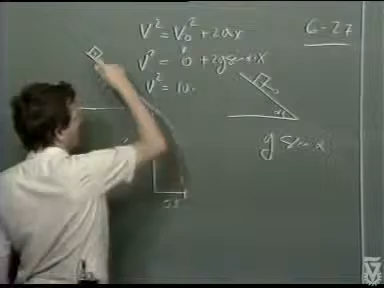 V² = V₀² + 2ax
6-27
V² = 0 + 2g sin α X
V² = 10.
α
g sin α